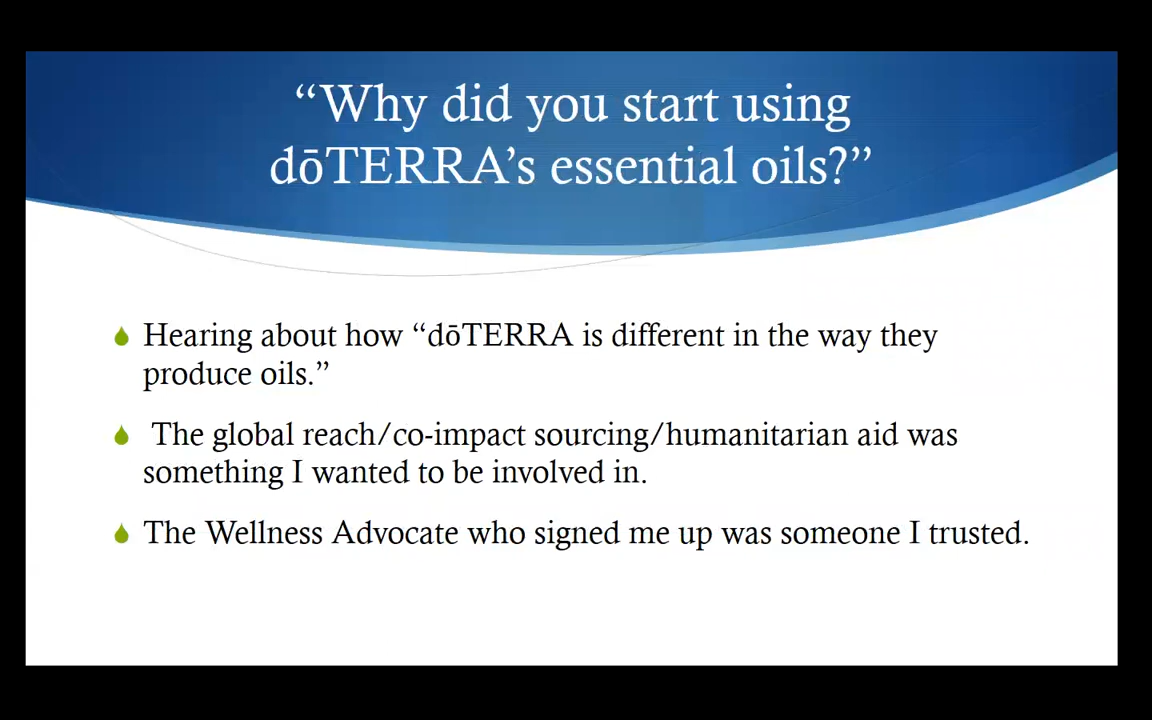 “Why did you start using
dōTERRA’s essential oils?”
Hearing about how “dōTERRA is different in the way they
produce oils.”
The global reach/co-impact sourcing/humanitarian aid was
something I wanted to be involved in.
The Wellness Advocate who signed me up was someone I trusted.